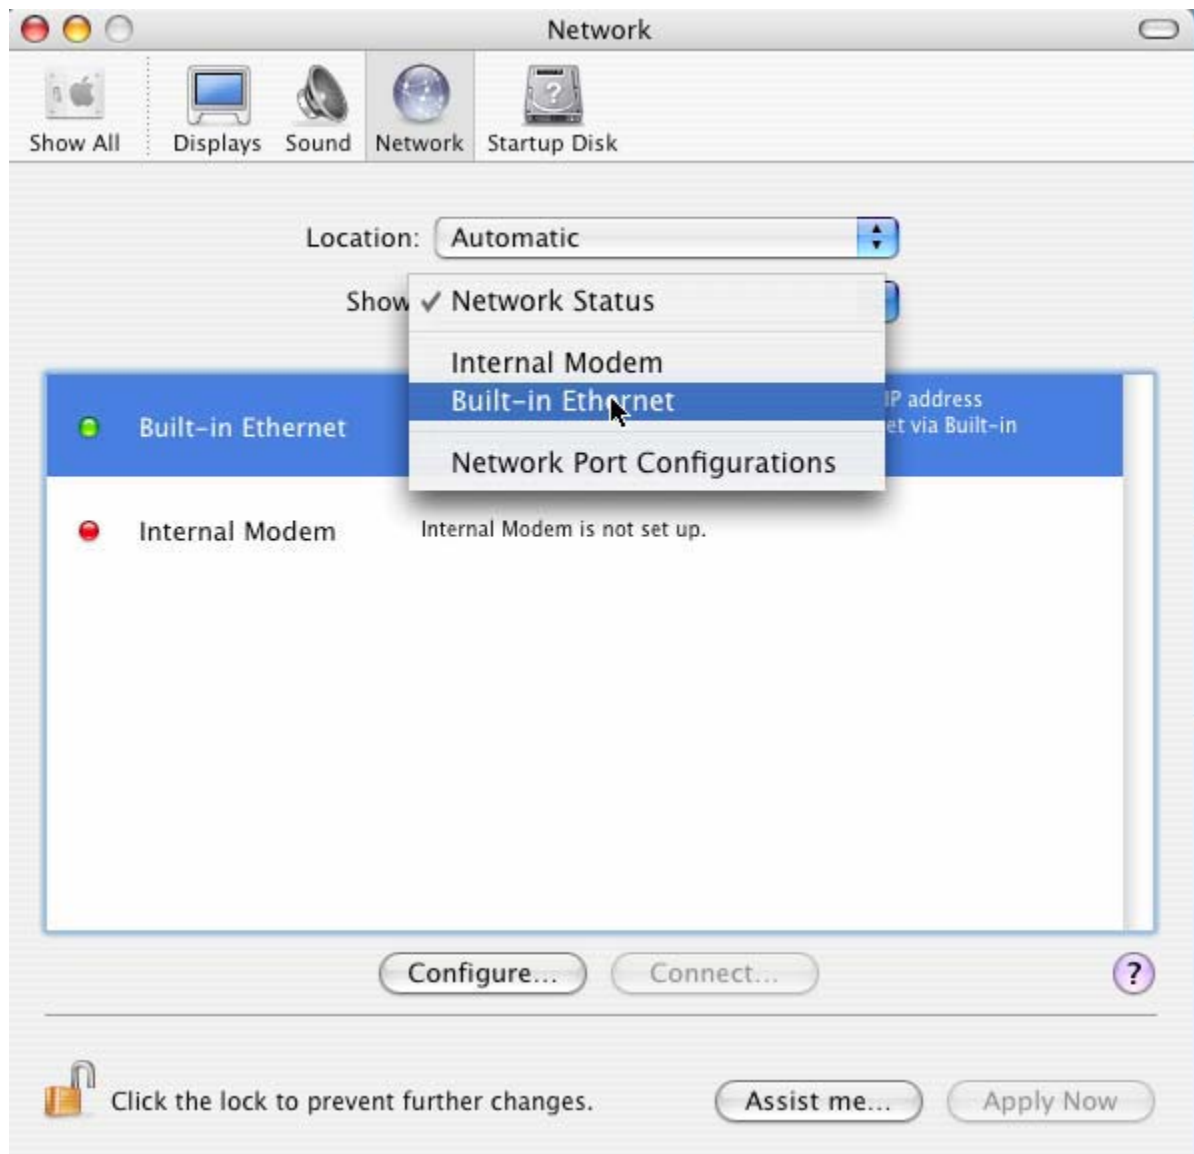 Network
Show All
Displays
Sound
Network
Startup Disk
Location: Automatic
Show
✓ Network Status
Internal Modem
Built-in Ethernet
Network Port Configurations
Built-in Ethernet
IP address
et via Built-in
Internal Modem
Internal Modem is not set up.
Configure...
Connect...
?
Click the lock to prevent further changes.
Assist me...
Apply Now